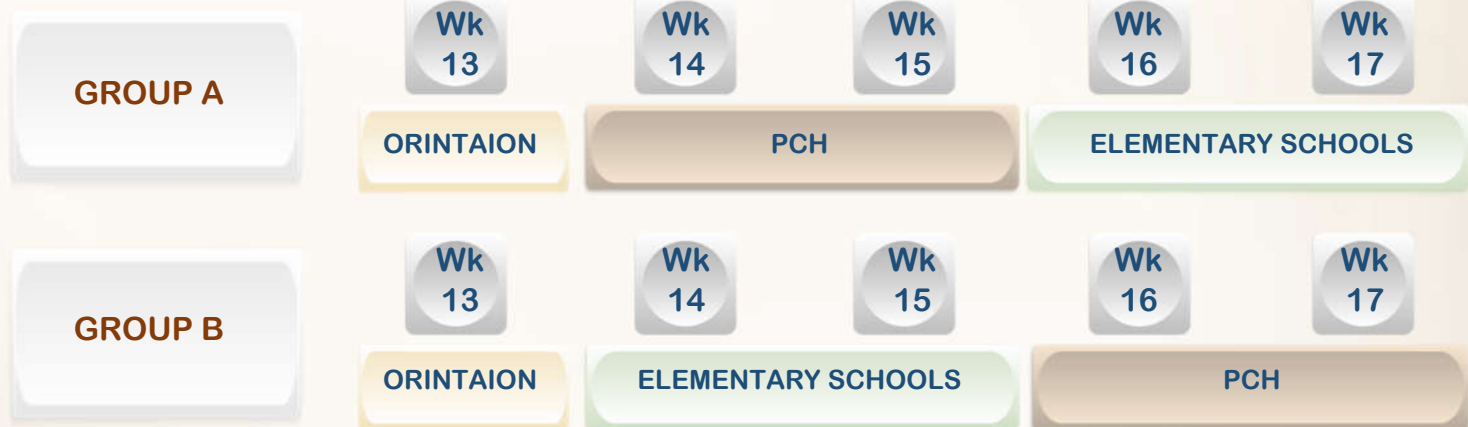 Wk Wk Wk Wk Wk
13 14 15 16 17
GROUP A
ORINTAION PCH ELEMENTARY SCHOOLS
Wk Wk Wk Wk Wk
13 14 15 16 17
GROUP B
ORINTAION ELEMENTARY SCHOOLS PCH